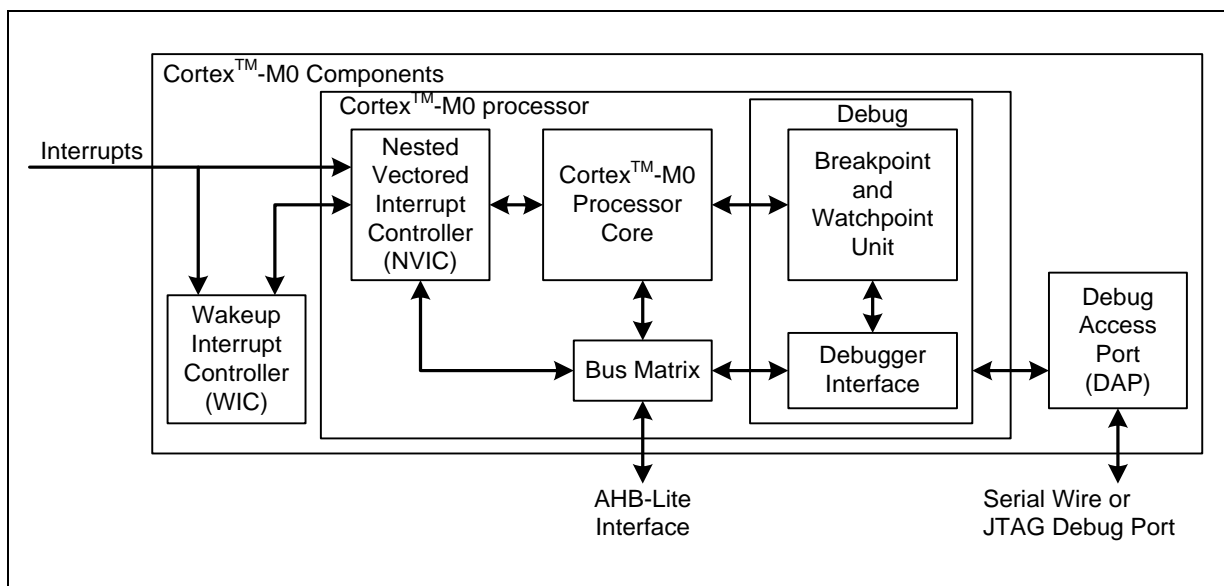 Cortex™-M0 Components
Cortex™-M0 processor
Debug
Interrupts
Nested
Vectored
Interrupt
Controller
(NVIC)
Cortex™-M0
Processor
Core
Breakpoint
and
Watchpoint
Unit
Wakeup
Interrupt
Controller
(WIC)
Bus Matrix
Debugger
Interface
Debug
Access
Port
(DAP)
AHB-Lite
Interface
Serial Wire or
JTAG Debug Port